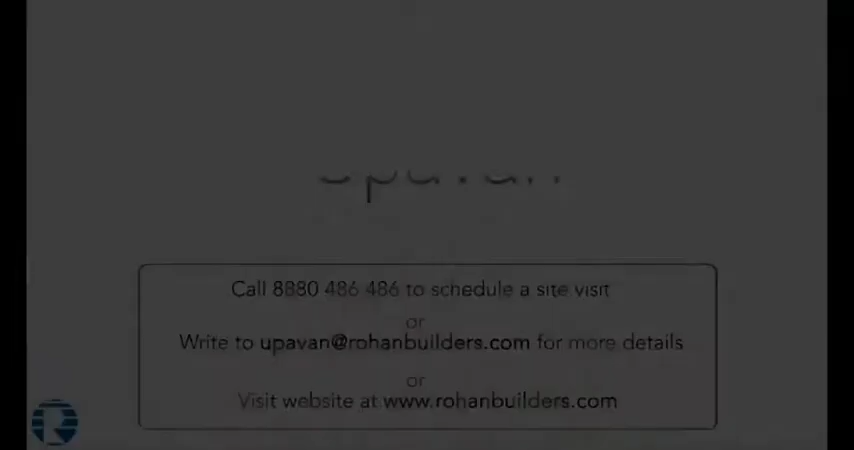 upavan
Call 8880 486 486 to schedule a site visit
or
Write to upavan@rohanbuilders.com for more details
or
Visit website at www.rohanbuilders.com
R